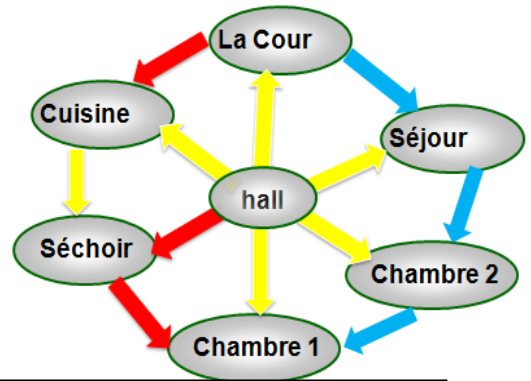 La Cour
Cuisine
Séjour
hall
Séchoir
Chambre 2
Chambre 1